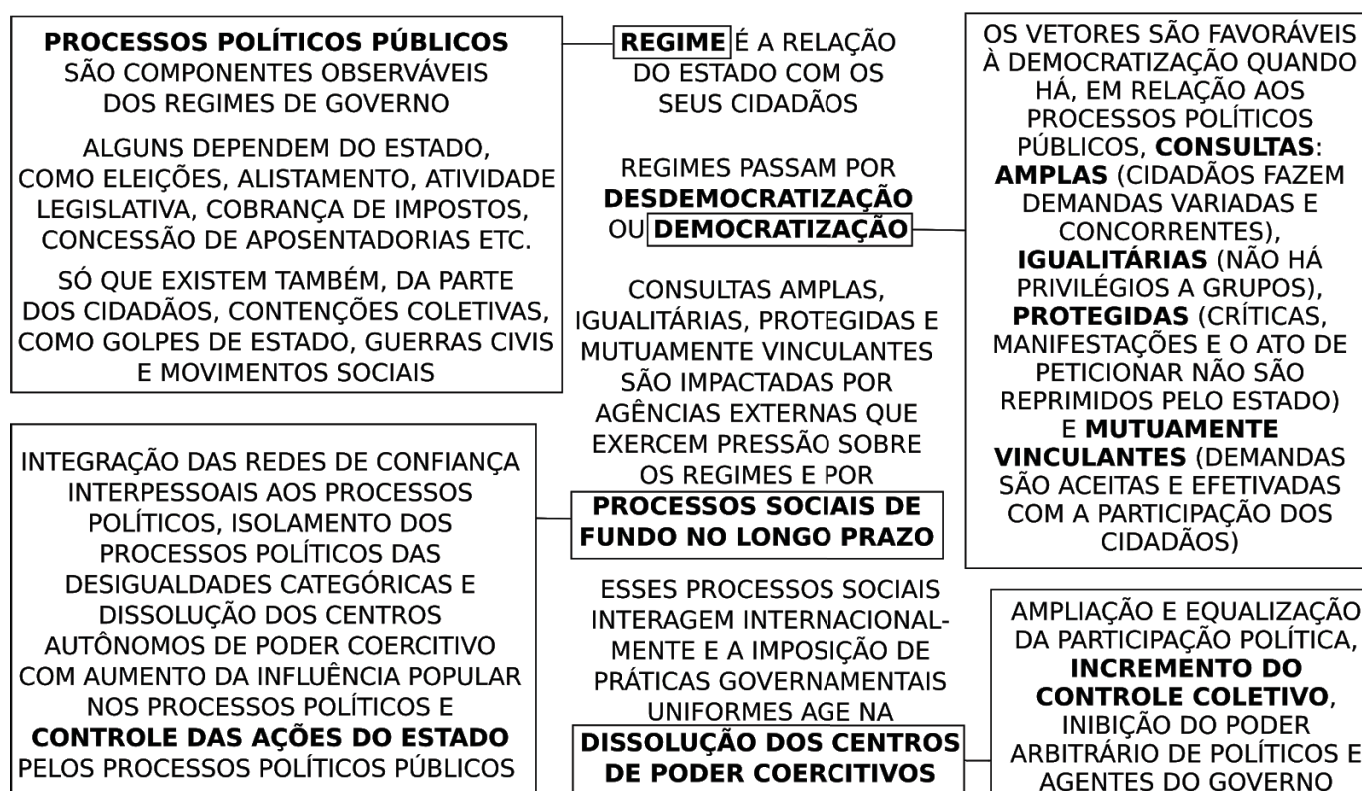 PROCESSOS POLÍTICOS PÚBLICOS
SÃO COMPONENTES OBSERVÁVEIS
DOS REGIMES DE GOVERNO
ALGUNS DEPENDEM DO ESTADO,
COMO ELEIÇÕES, ALISTAMENTO, ATIVIDADE
LEGISLATIVA, COBRANÇA DE IMPOSTOS,
CONCESSÃO DE APOSENTADORIAS ETC.
SÓ QUE EXISTEM TAMBÉM, DA PARTE
DOS CIDADÃOS, CONTENÇÕES COLETIVAS,
COMO GOLPES DE ESTADO, GUERRAS CIVIS
E MOVIMENTOS SOCIAIS
INTEGRAÇÃO DAS REDES DE CONFIANÇA
INTERPESSOAIS AOS PROCESSOS
POLÍTICOS, ISOLAMENTO DOS
PROCESSOS POLÍTICOS DAS
DESIGUALDADES CATEGÓRICAS E
DISSOLUÇÃO DOS CENTROS
AUTÔNOMOS DE PODER COERCITIVO
COM AUMENTO DA INFLUÊNCIA POPULAR
NOS PROCESSOS POLÍTICOS E
CONTROLE DAS AÇÕES DO ESTADO
PELOS PROCESSOS POLÍTICOS PÚBLICOS
REGIME É A RELAÇÃO
DO ESTADO COM OS
SEUS CIDADÃOS
REGIMES PASSAM POR
DESDEMOCRATIZAÇÃO
OU DEMOCRATIZAÇÃO
CONSULTAS AMPLAS,
IGUALITÁRIAS, PROTEGIDAS E
MUTUAMENTE VINCULANTES
SÃO IMPACTADAS POR
AGÊNCIAS EXTERNAS QUE
EXERCEM PRESSÃO SOBRE
OS REGIMES E POR
PROCESSOS SOCIAIS DE
FUNDO NO LONGO PRAZO
ESSES PROCESSOS SOCIAIS
INTERAGEM INTERNACIONAL-
MENTE E A IMPOSIÇÃO DE
PRÁTICAS GOVERNAMENTAIS
UNIFORMES AGE NA
DISSOLUÇÃO DOS CENTROS
DE PODER COERCITIVOS
OS VETORES SÃO FAVORÁVEIS
À DEMOCRATIZAÇÃO QUANDO
HÁ, EM RELAÇÃO AOS
PROCESSOS POLÍTICOS
PÚBLICOS, CONSULTAS:
AMPLAS (CIDADÃOS FAZEM
DEMANDAS VARIADAS E
CONCORRENTES),
IGUALITÁRIAS (NÃO HÁ
PRIVILÉGIOS A GRUPOS),
PROTEGIDAS (CRÍTICAS,
MANIFESTAÇÕES E O ATO DE
PETICIONAR NÃO SÃO
REPRIMIDOS PELO ESTADO)
E MUTUAMENTE
VINCULANTES (DEMANDAS
SÃO ACEITAS E EFETIVADAS
COM A PARTICIPAÇÃO DOS
CIDADÃOS)
AMPLIAÇÃO E EQUALIZAÇÃO
DA PARTICIPAÇÃO POLÍTICA,
INCREMENTO DO
CONTROLE COLETIVO,
INIBIÇÃO DO PODER
ARBITRÁRIO DE POLÍTICOS E
AGENTES DO GOVERNO